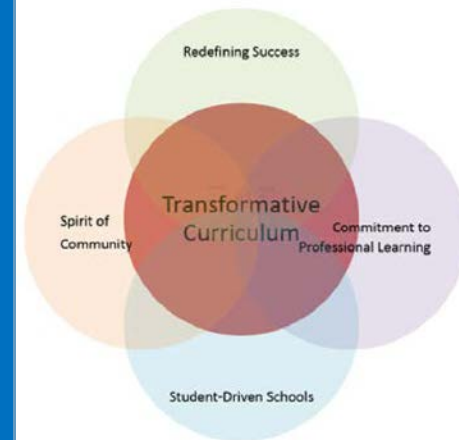 Redefining Success
Spirit of
Community
Transformative
Curriculum
Commitment to
Professional Learning
Student-Driven Schools